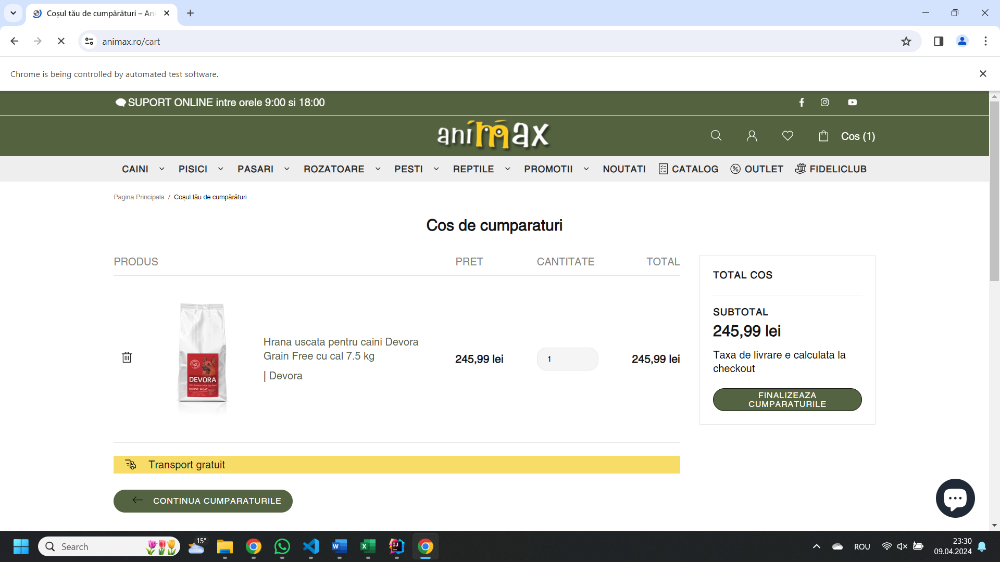 Coșul tău de cumpărături – An
animax.ro/cart
Chrome is being controlled by automated test software.
SUPORT ONLINE intre orele 9:00 si 18:00
animax
Cos (1)
CAINI PISICI PASARI ROZATOARE PESTI REPTILE PROMOTII NOUTATI CATALOG OUTLET FIDELICLUB
Pagina Principala / Coșul tău de cumpărături
Cos de cumparaturi
PRODUS PRET CANTITATE TOTAL
DEVORA
HORSE MEAT
Hrana uscata pentru caini Devora
Grain Free cu cal 7.5 kg
| Devora
245,99 lei
1
245,99 lei
TOTAL COS
SUBTOTAL
245,99 lei
Taxa de livrare e calculata la
checkout
FINALIZEAZA
CUMPARATURILE
Transport gratuit
CONTINUA CUMPARATURILE
Search
15°
ROU
23:30
09.04.2024